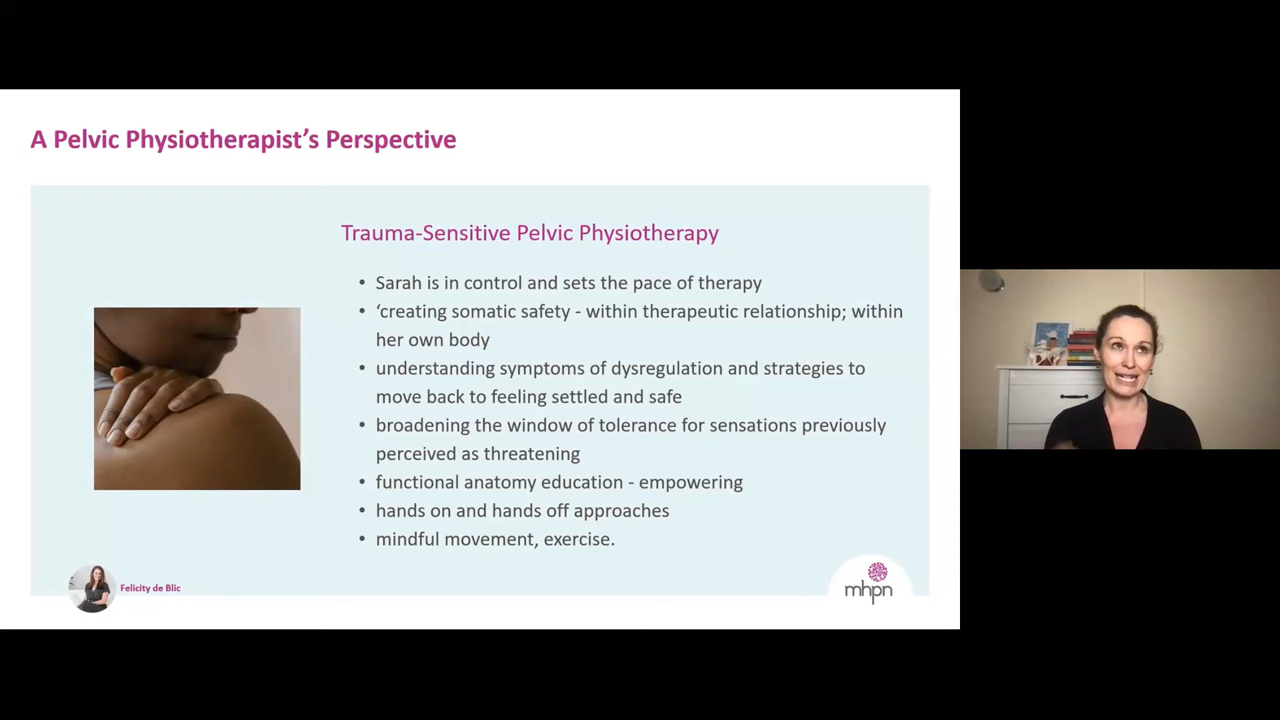 A Pelvic Physiotherapist’s Perspective
Trauma-Sensitive Pelvic Physiotherapy
• Sarah is in control and sets the pace of therapy
• ‘creating somatic safety - within therapeutic relationship; within
her own body
• understanding symptoms of dysregulation and strategies to
move back to feeling settled and safe
• broadening the window of tolerance for sensations previously
perceived as threatening
• functional anatomy education - empowering
• hands on and hands off approaches
• mindful movement, exercise.
Felicity de Blic
mhpn